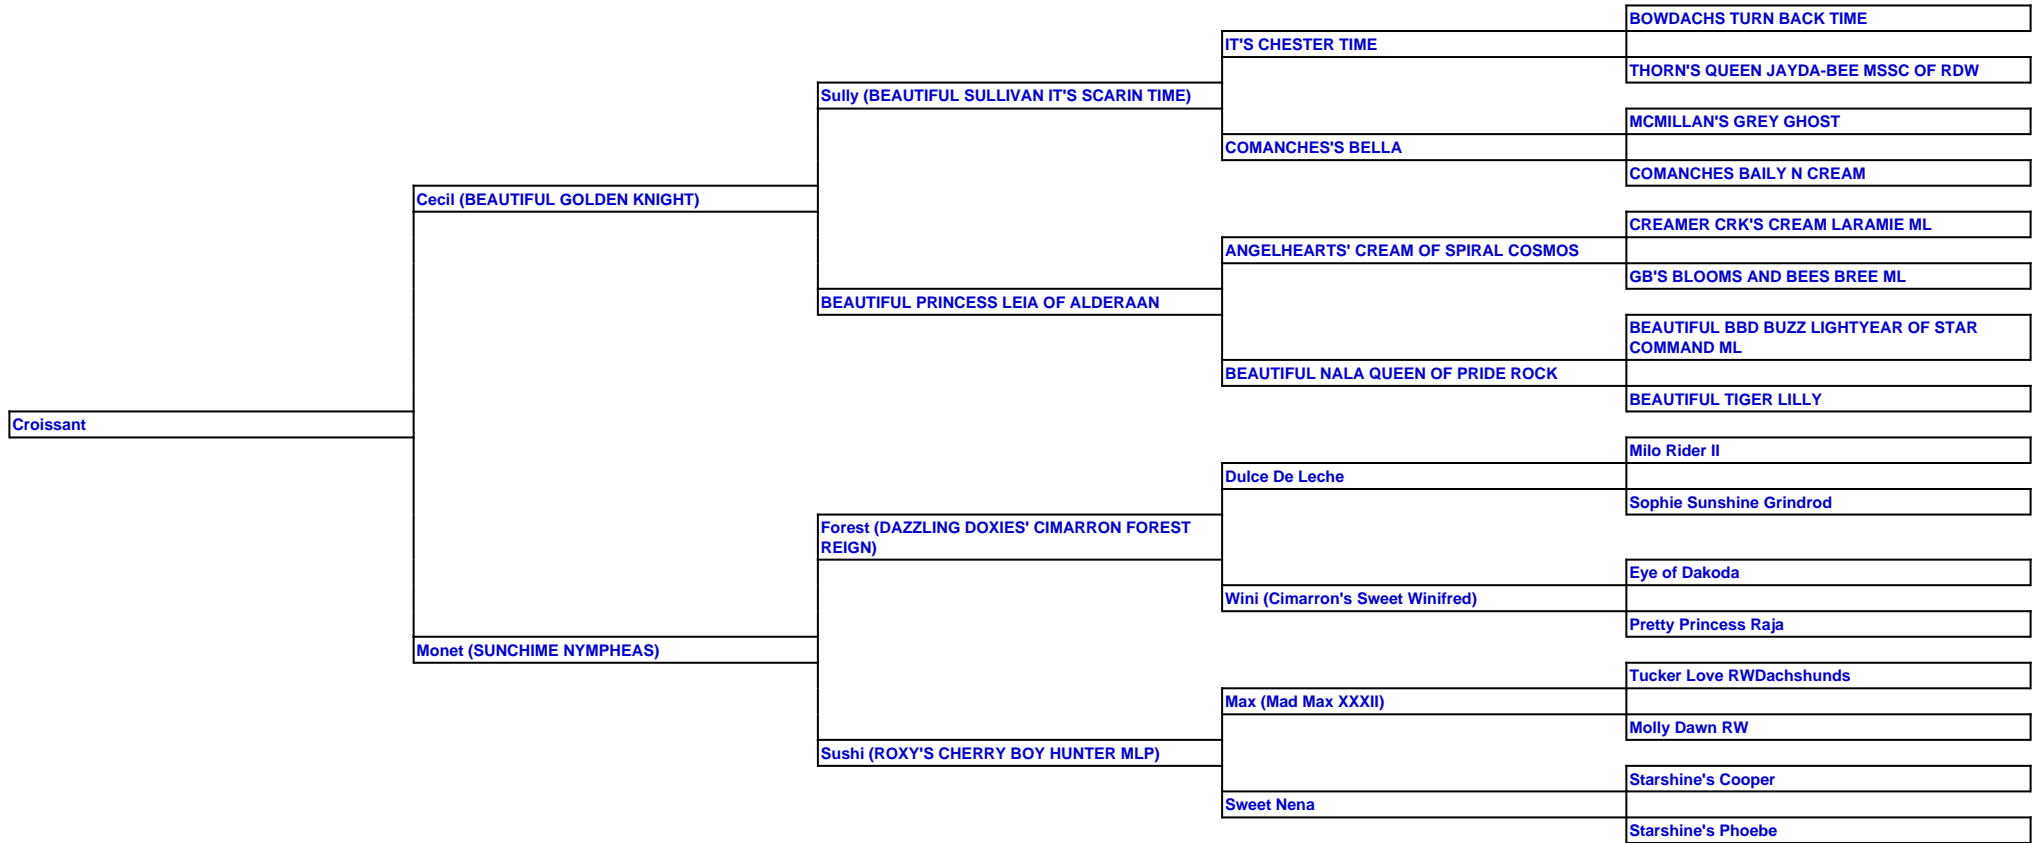 BOWDACHS TURN BACK TIME
IT'S CHESTER TIME
THORN'S QUEEN JAYDA-BEE MSSC OF RDW
Sully (BEAUTIFUL SULLIVAN IT'S SCARIN TIME)
MCMILLAN'S GREY GHOST
COMANCHES'S BELLA
COMANCHES BAILY N CREAM
Cecil (BEAUTIFUL GOLDEN KNIGHT)
CREAMER CRK'S CREAM LARAMIE ML
ANGELHEARTS' CREAM OF SPIRAL COSMOS
GB'S BLOOMS AND BEES BREE ML
BEAUTIFUL PRINCESS LEIA OF ALDERAAN
BEAUTIFUL BBD BUZZ LIGHTYEAR OF STAR
COMMAND ML
BEAUTIFUL NALA QUEEN OF PRIDE ROCK
BEAUTIFUL TIGER LILLY
Croissant
Milo Rider II
Dulce De Leche
Sophie Sunshine Grindrod
Forest (DAZZLING DOXIES' CIMARRON FOREST
REIGN)
Eye of Dakoda
Wini (Cimarron's Sweet Winifred)
Pretty Princess Raja
Monet (SUNCHIME NYMPHEAS)
Tucker Love RWDachshunds
Max (Mad Max XXXII)
Molly Dawn RW
Sushi (ROXY'S CHERRY BOY HUNTER MLP)
Starshine's Cooper
Sweet Nena
Starshine's Phoebe